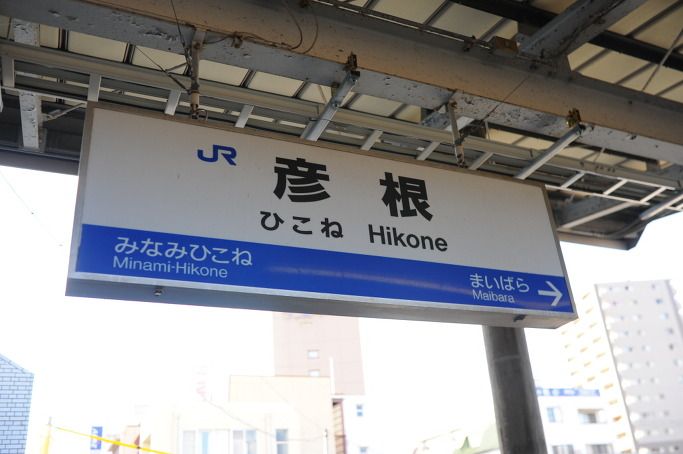 JR 彦根
ひこね Hikone
みなみひこね
Minami-Hikone
まいばら
Maibara